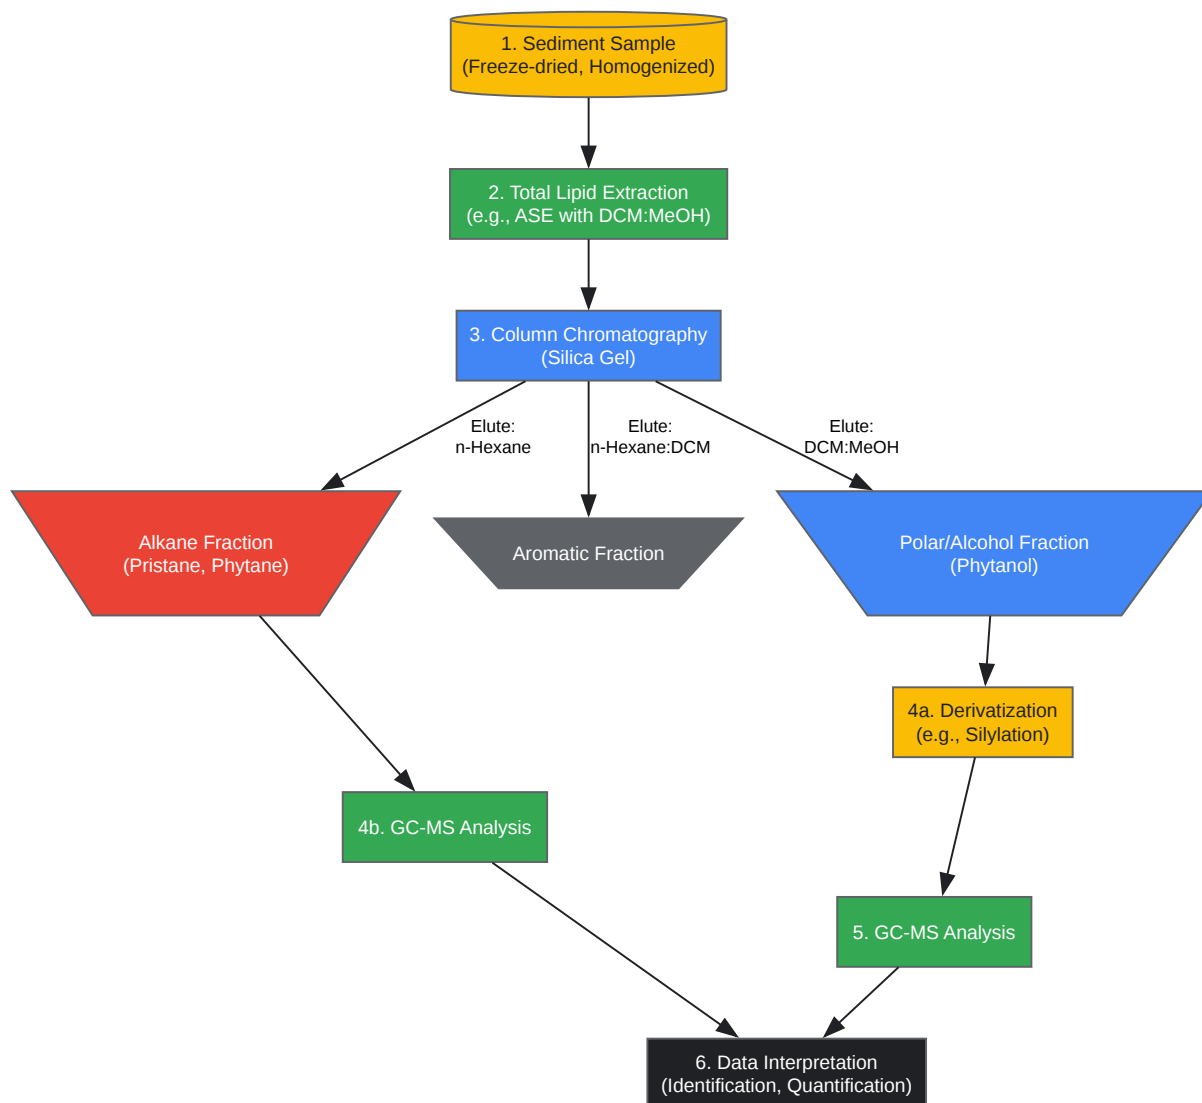 1. Sediment Sample
(Freeze-dried, Homogenized)
2. Total Lipid Extraction
(e.g., ASE with DCM:MeOH)
3. Column Chromatography
(Silica Gel)
Elute:
n-Hexane
Elute:
n-Hexane:DCM
Elute:
DCM:MeOH
Alkane Fraction
(Pristane, Phytane)
Aromatic Fraction
Polar/Alcohol Fraction
(Phytanol)
4a. Derivatization
(e.g., Silylation)
4b. GC-MS Analysis
5. GC-MS Analysis
6. Data Interpretation
(Identification, Quantification)